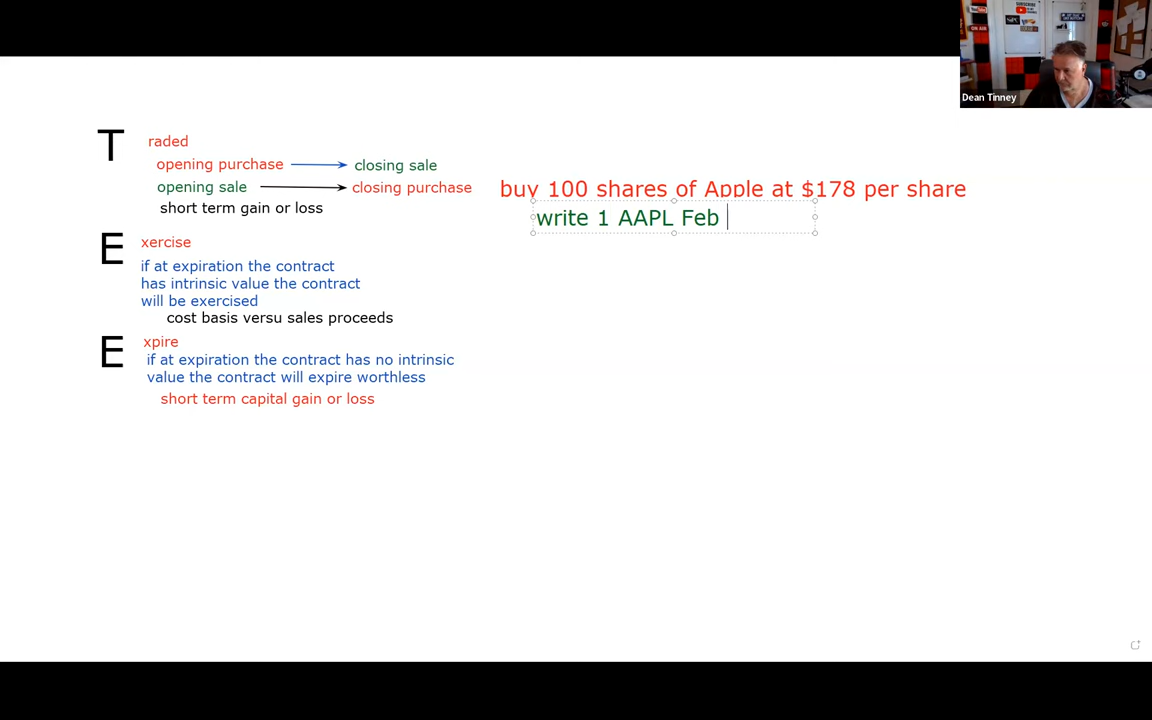 Dean Tinney
T
raded
opening purchase closing sale
opening sale closing purchase
short term gain or loss
buy 100 shares of Apple at $178 per share
write 1 AAPL Feb
E
xercise
if at expiration the contract
has intrinsic value the contract
will be exercised
cost basis versu sales proceeds
E
xpire
if at expiration the contract has no intrinsic
value the contract will expire worthless
short term capital gain or loss